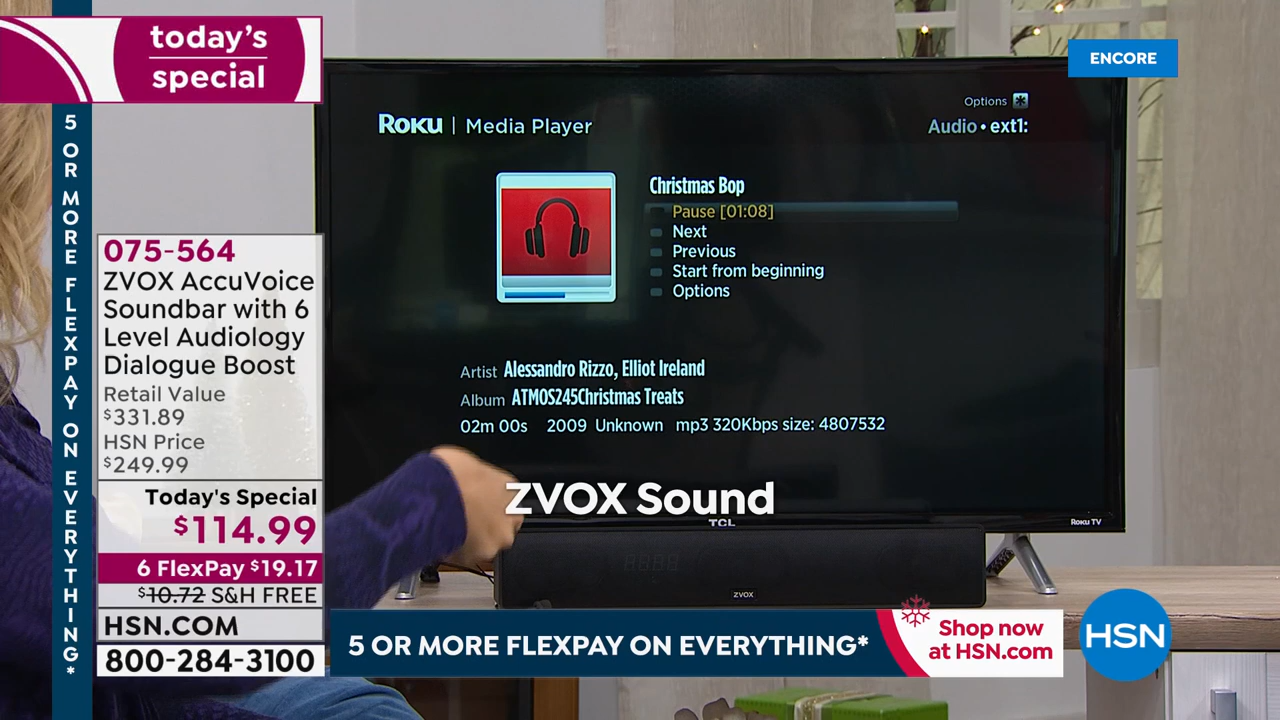 today's
special
ENCORE
5 OR MORE FLEXPAY ON EVERYTHING*
Options *
Roku | Media Player
Audio • ext1:
Christmas Bop
Pause [01:08]
Next
Previous
Start from beginning
Options
Artist Alessandro Rizzo, Elliot Ireland
Album ATMOS245Christmas Treats
02m 00s 2009 Unknown mp3 320Kbps size: 4807532
075-564
ZVOX AccuVoice
Soundbar with 6
Level Audiology
Dialogue Boost
Retail Value
$331.89
HSN Price
$249.99
Today's Special
$114.99
6 FlexPay $19.17
$10.72 S&H FREE
HSN.COM
800-284-3100
ZVOX Sound
TCL
Roku TV
ZVOX
5 OR MORE FLEXPAY ON EVERYTHING*
Shop now
at HSN.com
HSN